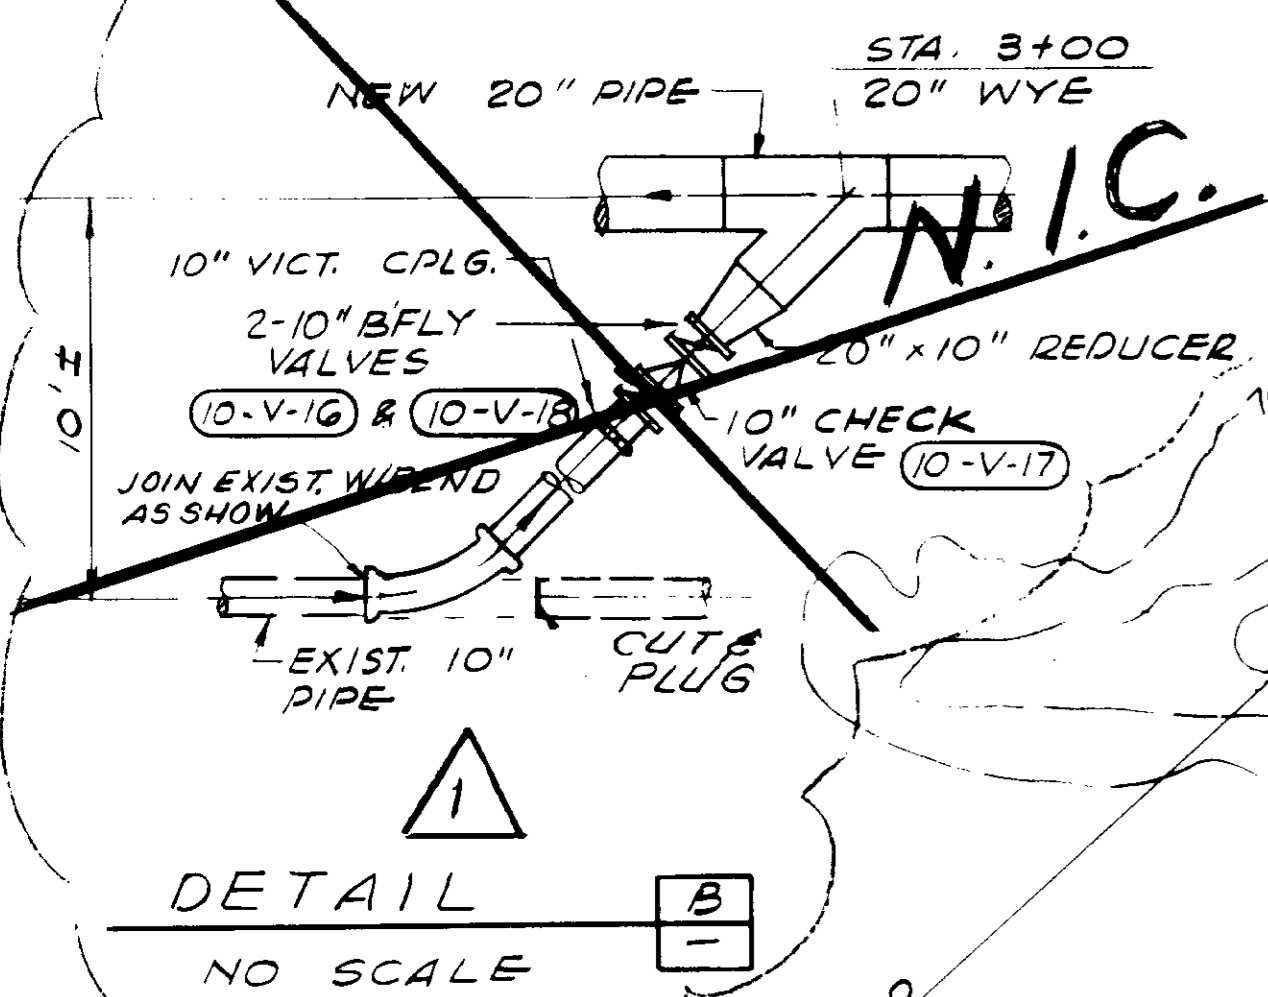 STA. 3+00
20" WYE
NEW 20" PIPE
N.I.C.
10" VICT. CPLG.
2-10" B'FLY
VALVES
10-V-16 & 10-V-18
20" x 10" REDUCER
10" CHECK
VALVE 10-V-17
10' ±
JOIN EXIST. W/BEND
AS SHOW
EXIST. 10"
PIPE
CUT &
PLUG
1
DETAIL B
NO SCALE –